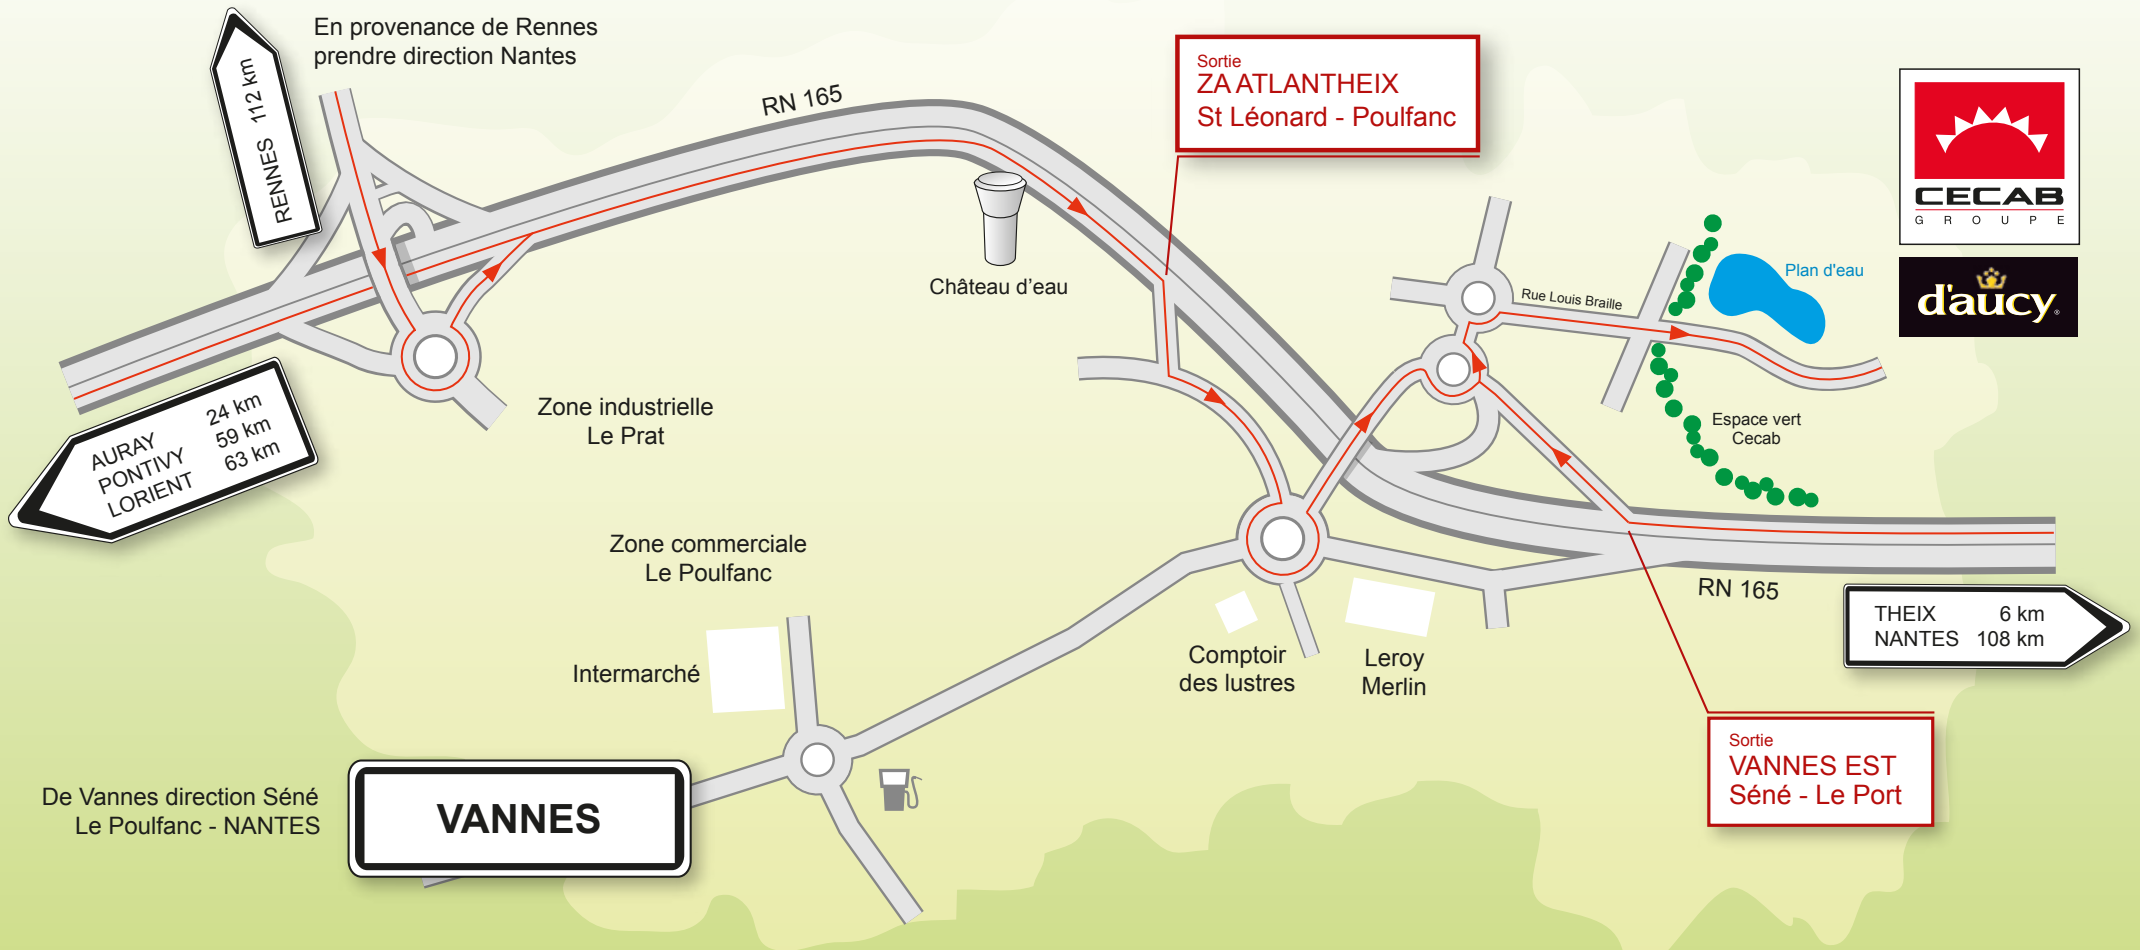 En provenance de Rennes
prendre direction Nantes
RENNES 112 km
RN 165
Sortie
ZA ATLANTHEIX
St Léonard - Poulfanc
CECAB
GROUPE
d'aucy®
Château d'eau
Rue Louis Braille
Plan d'eau
Espace vert
Cecab
AURAY 24 km
PONTIVY 59 km
LORIENT 63 km
Zone industrielle
Le Prat
Zone commerciale
Le Poulfanc
Intermarché
Comptoir
des lustres
Leroy
Merlin
RN 165
THEIX 6 km
NANTES 108 km
Sortie
VANNES EST
Séné - Le Port
De Vannes direction Séné
Le Poulfanc - NANTES
VANNES